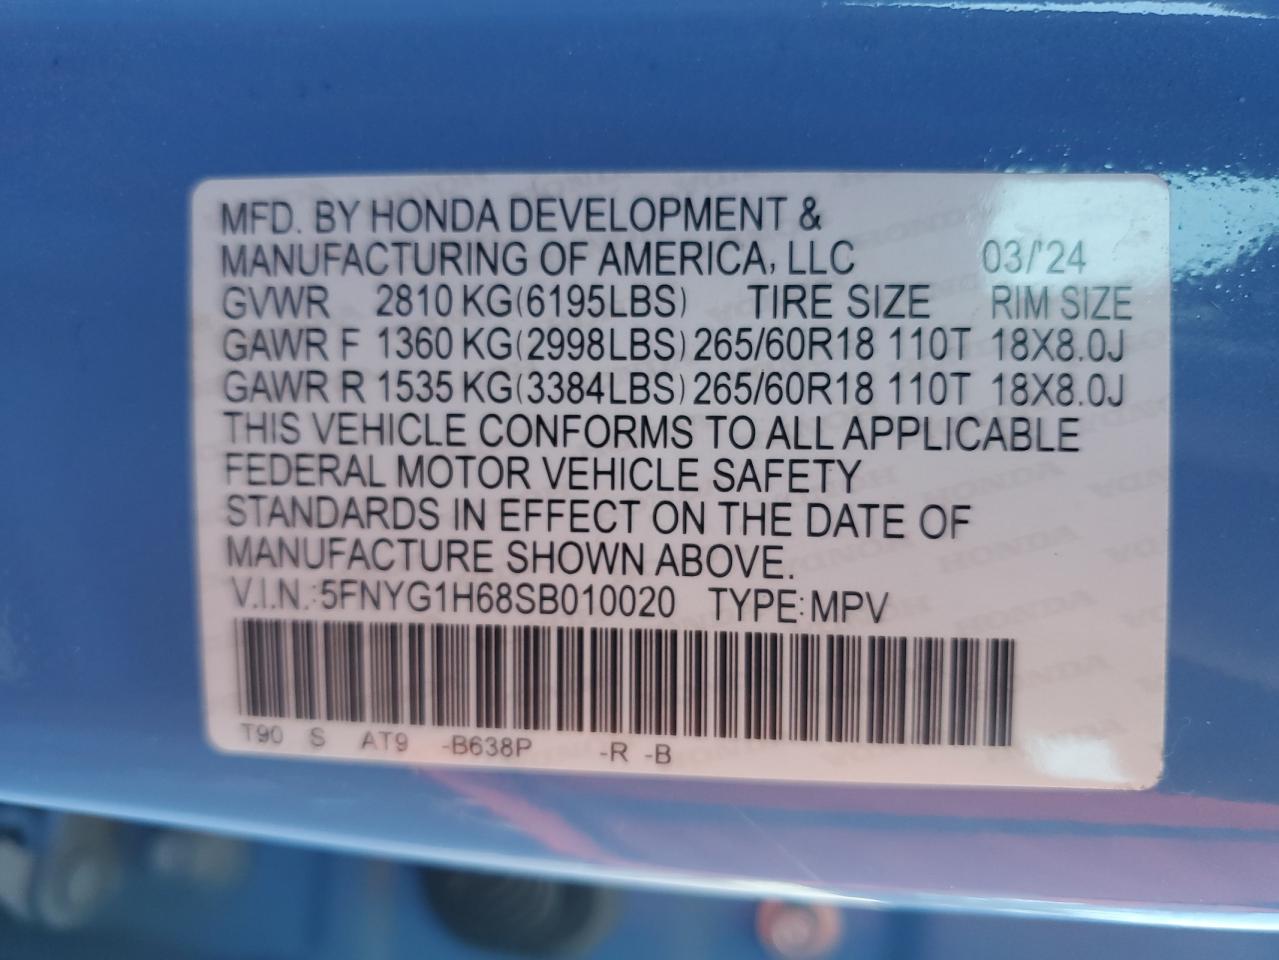 MFD. BY HONDA DEVELOPMENT &
MANUFACTURING OF AMERICA, LLC 03/'24
GVWR 2810 KG(6195LBS) TIRE SIZE RIM SIZE
GAWR F 1360 KG(2998LBS) 265/60R18 110T 18X8.0J
GAWR R 1535 KG(3384LBS) 265/60R18 110T 18X8.0J
THIS VEHICLE CONFORMS TO ALL APPLICABLE
FEDERAL MOTOR VEHICLE SAFETY
STANDARDS IN EFFECT ON THE DATE OF
MANUFACTURE SHOWN ABOVE.
V.I.N.:5FNYG1H68SB010020 TYPE:MPV
T90 S AT9 -B638P -R -B